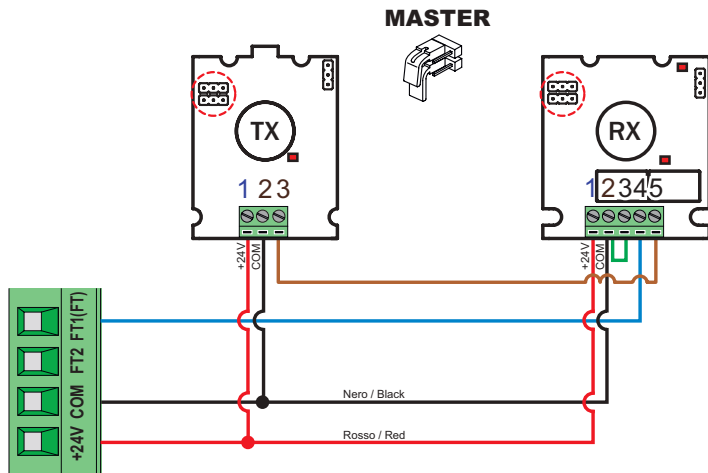 MASTER
TX
RX
1 2 3
1 2 3 4 5
+24V
COM
+24V
COM
FT1(FT)
FT2
COM
+24V
Nero / Black
Rosso / Red